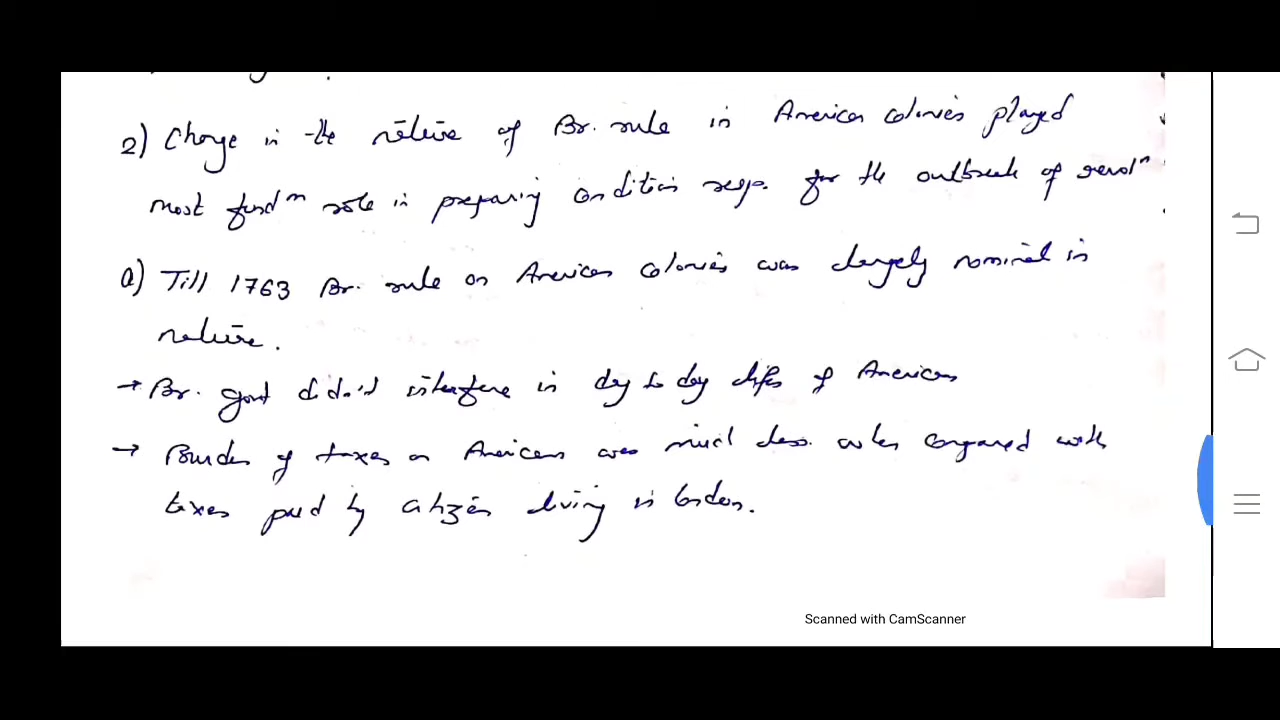 2) Change in the nature of Br. rule in American colonies played
most fundm role in preparing conditions resp. for the outbreak of revoln
a) Till 1763 Br. rule on American colonies was largely nominal in
nature.
→ Br. govt didn't interfere in day to day lifes of Americans
→ Burden of taxes on Americans was much less when compared with
taxes paid by citizens living in London.
Scanned with CamScanner